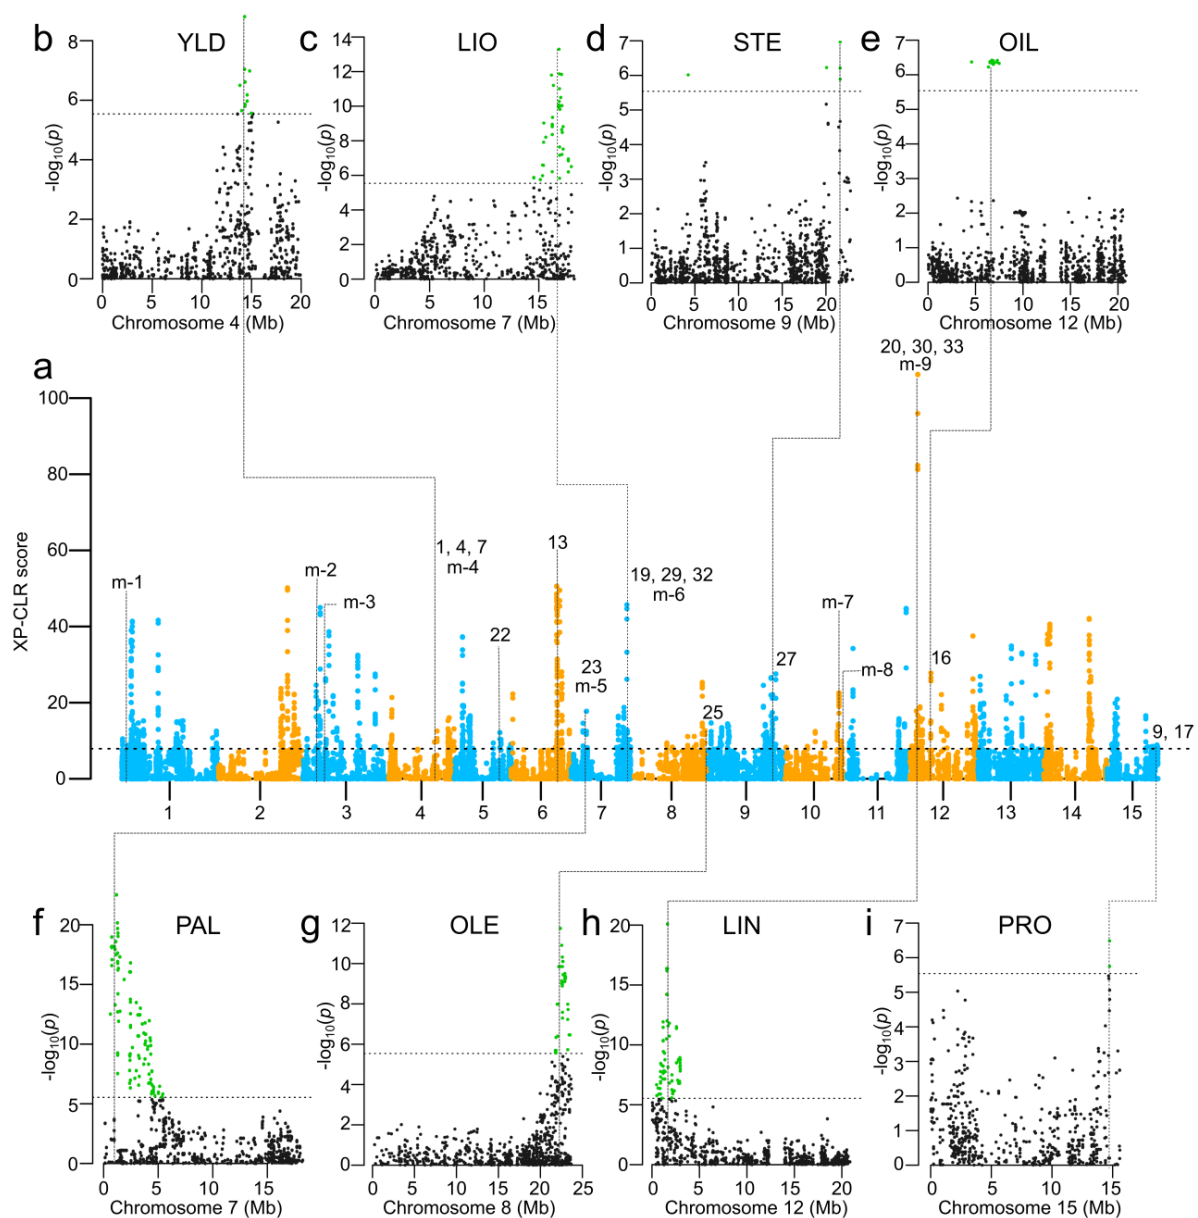 b YLD
8
6
4
2
0
-log10(p)
0 5 10 15 20
Chromosome 4 (Mb)
c LIO
14
12
10
8
6
4
2
0
-log10(p)
0 5 10 15
Chromosome 7 (Mb)
d STE
7
6
5
4
3
2
1
0
-log10(p)
0 5 10 15 20
Chromosome 9 (Mb)
e OIL
7
6
5
4
3
2
1
0
-log10(p)
0 5 10 15 20
Chromosome 12 (Mb)
a
100
80
60
40
20
0
XP-CLR score
m-1
m-2
m-3
1, 4, 7
m-4
22
13
23
m-5
19, 29, 32
m-6
25
27
m-7
m-8
20, 30, 33
m-9
16
9, 17
1 2 3 4 5 6 7 8 9 10 11 12 13 14 15
f PAL
20
15
10
5
0
-log10(p)
0 5 10 15
Chromosome 7 (Mb)
g OLE
12
10
8
6
4
2
0
-log10(p)
0 5 10 15 20 25
Chromosome 8 (Mb)
h LIN
20
15
10
5
0
-log10(p)
0 5 10 15 20
Chromosome 12 (Mb)
i PRO
7
6
5
4
3
2
1
0
-log10(p)
0 5 10 15
Chromosome 15 (Mb)